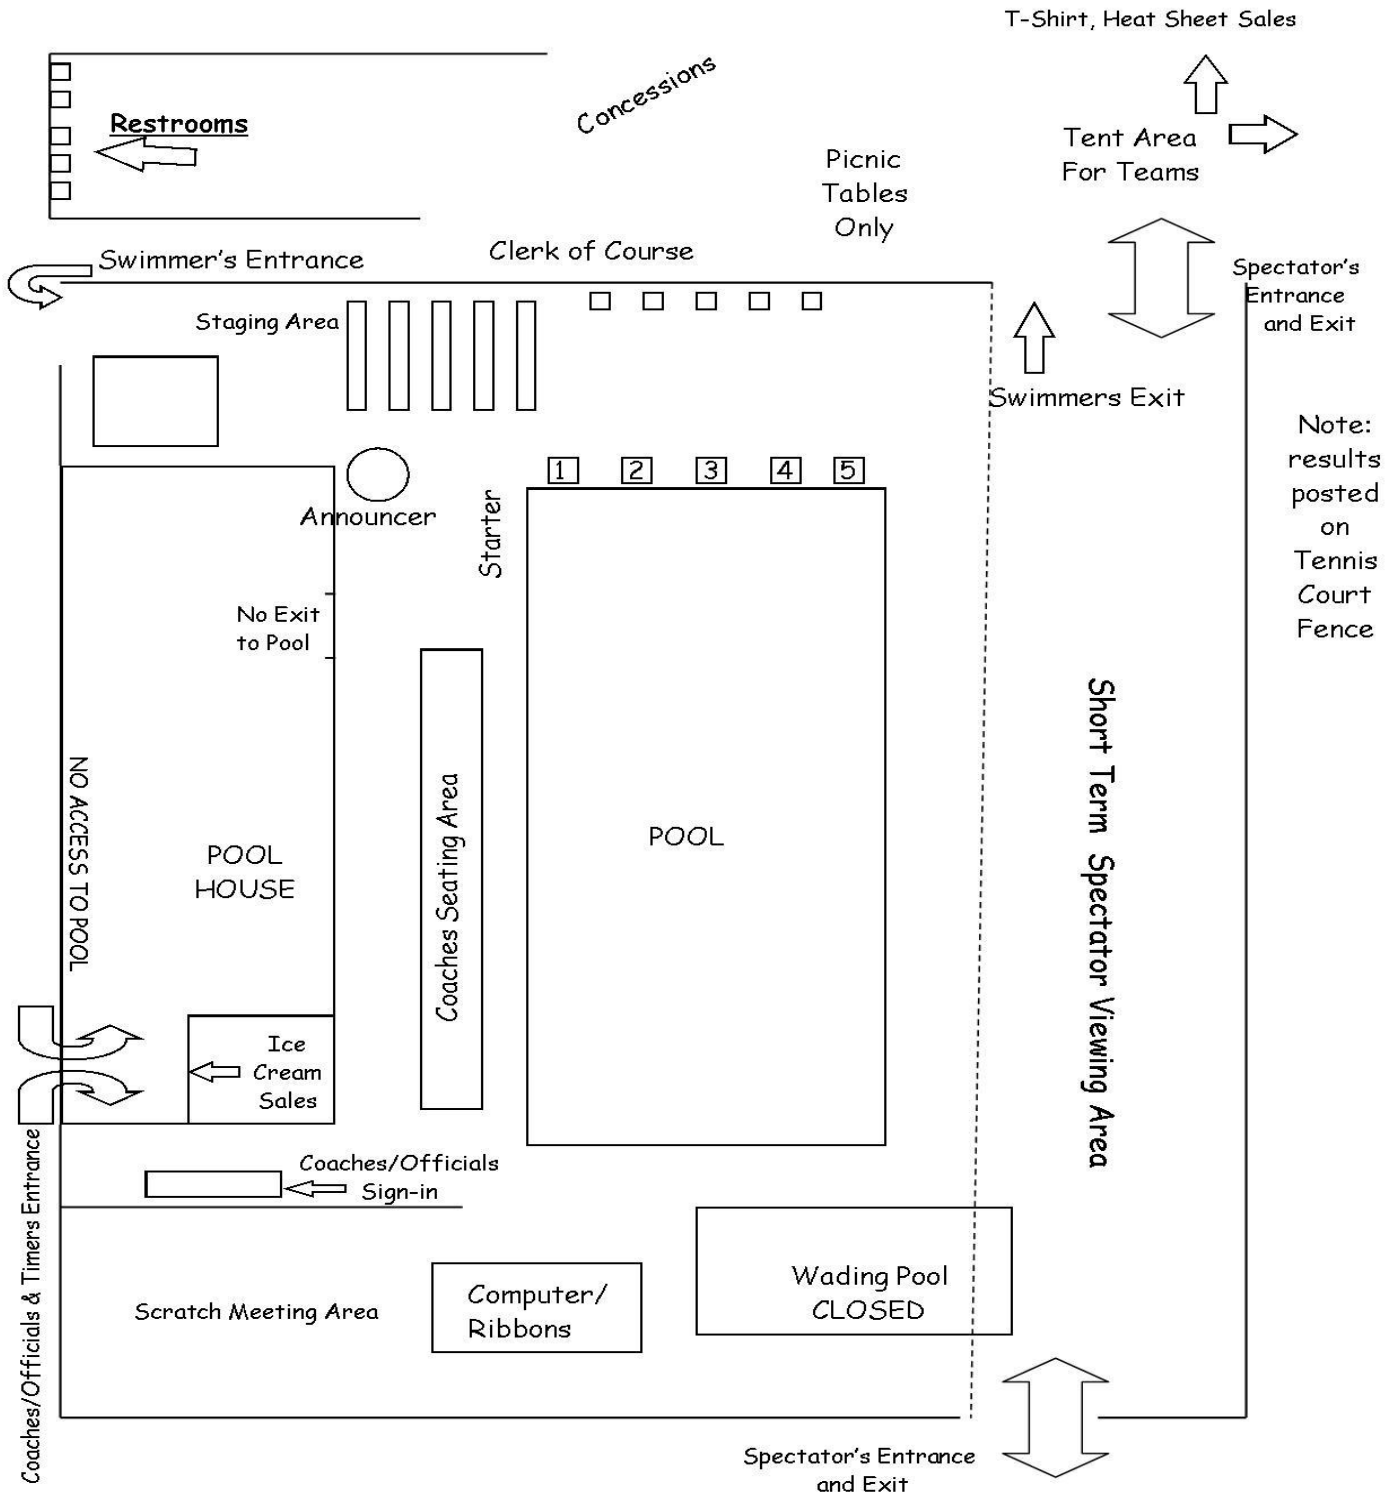 T-Shirt, Heat Sheet Sales
Concessions
Restrooms
Tent Area
For Teams
Picnic
Tables
Only
Swimmer's Entrance
Clerk of Course
Spectator's
Entrance
and Exit
Staging Area
Swimmers Exit
Note:
results
posted
on
Tennis
Court
Fence
1 2 3 4 5
Announcer
Starter
No Exit
to Pool
NO ACCESS TO POOL
POOL
HOUSE
Coaches Seating Area
POOL
Short Term Spectator Viewing Area
Ice
Cream
Sales
Coaches/Officials & Timers Entrance
Coaches/Officials
Sign-in
Scratch Meeting Area
Computer/
Ribbons
Wading Pool
CLOSED
Spectator's Entrance
and Exit